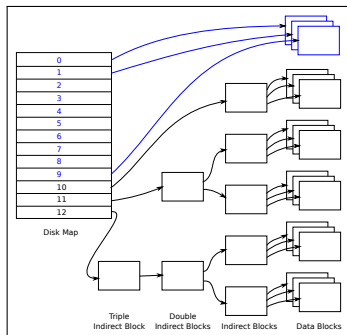 0
1
2
3
4
5
6
7
8
9
10
11
12
Disk Map
Triple
Indirect Block
Double
Indirect Blocks
Indirect Blocks
Data Blocks